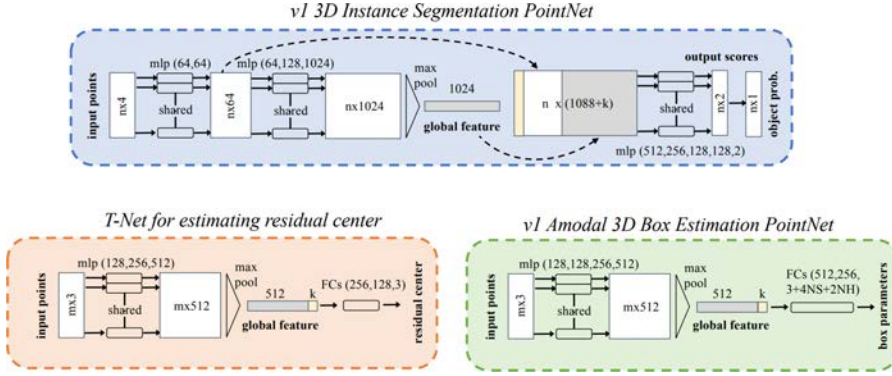 v1 3D Instance Segmentation PointNet
input points
nx4
mlp (64,64)
shared
nx64
mlp (64,128,1024)
shared
nx1024
max
pool
1024
global feature
n x (1088+k)
shared
mlp (512,256,128,128,2)
output scores
nx2
nx1
object prob.
T-Net for estimating residual center
input points
mx3
mlp (128,256,512)
shared
mx512
max
pool
512
k
global feature
FCs (256,128,3)
residual center
v1 Amodal 3D Box Estimation PointNet
input points
mx3
mlp (128,128,256,512)
shared
mx512
max
pool
512
k
global feature
FCs (512,256,
3+4NS+2NH)
box parameters